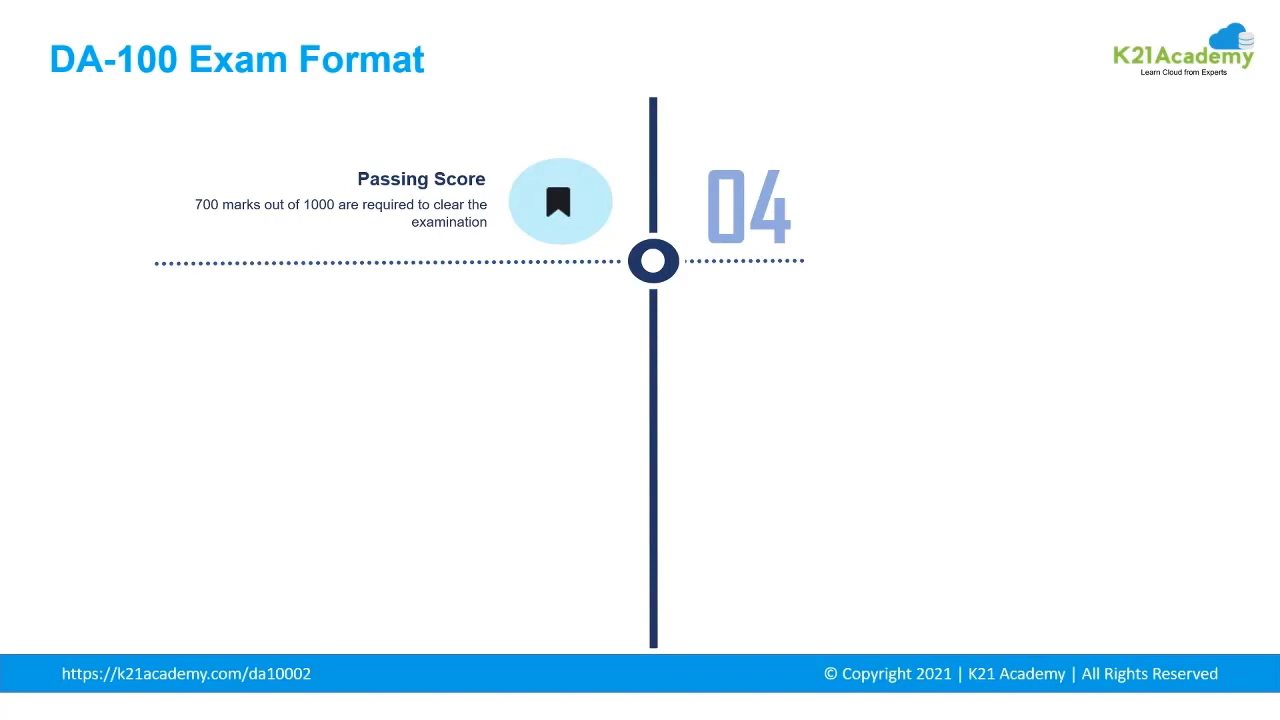 DA-100 Exam Format
K21Academy
Learn Cloud from Experts
Passing Score
700 marks out of 1000 are required to clear the
examination
04
https://k21academy.com/da10002
© Copyright 2021 | K21 Academy | All Rights Reserved